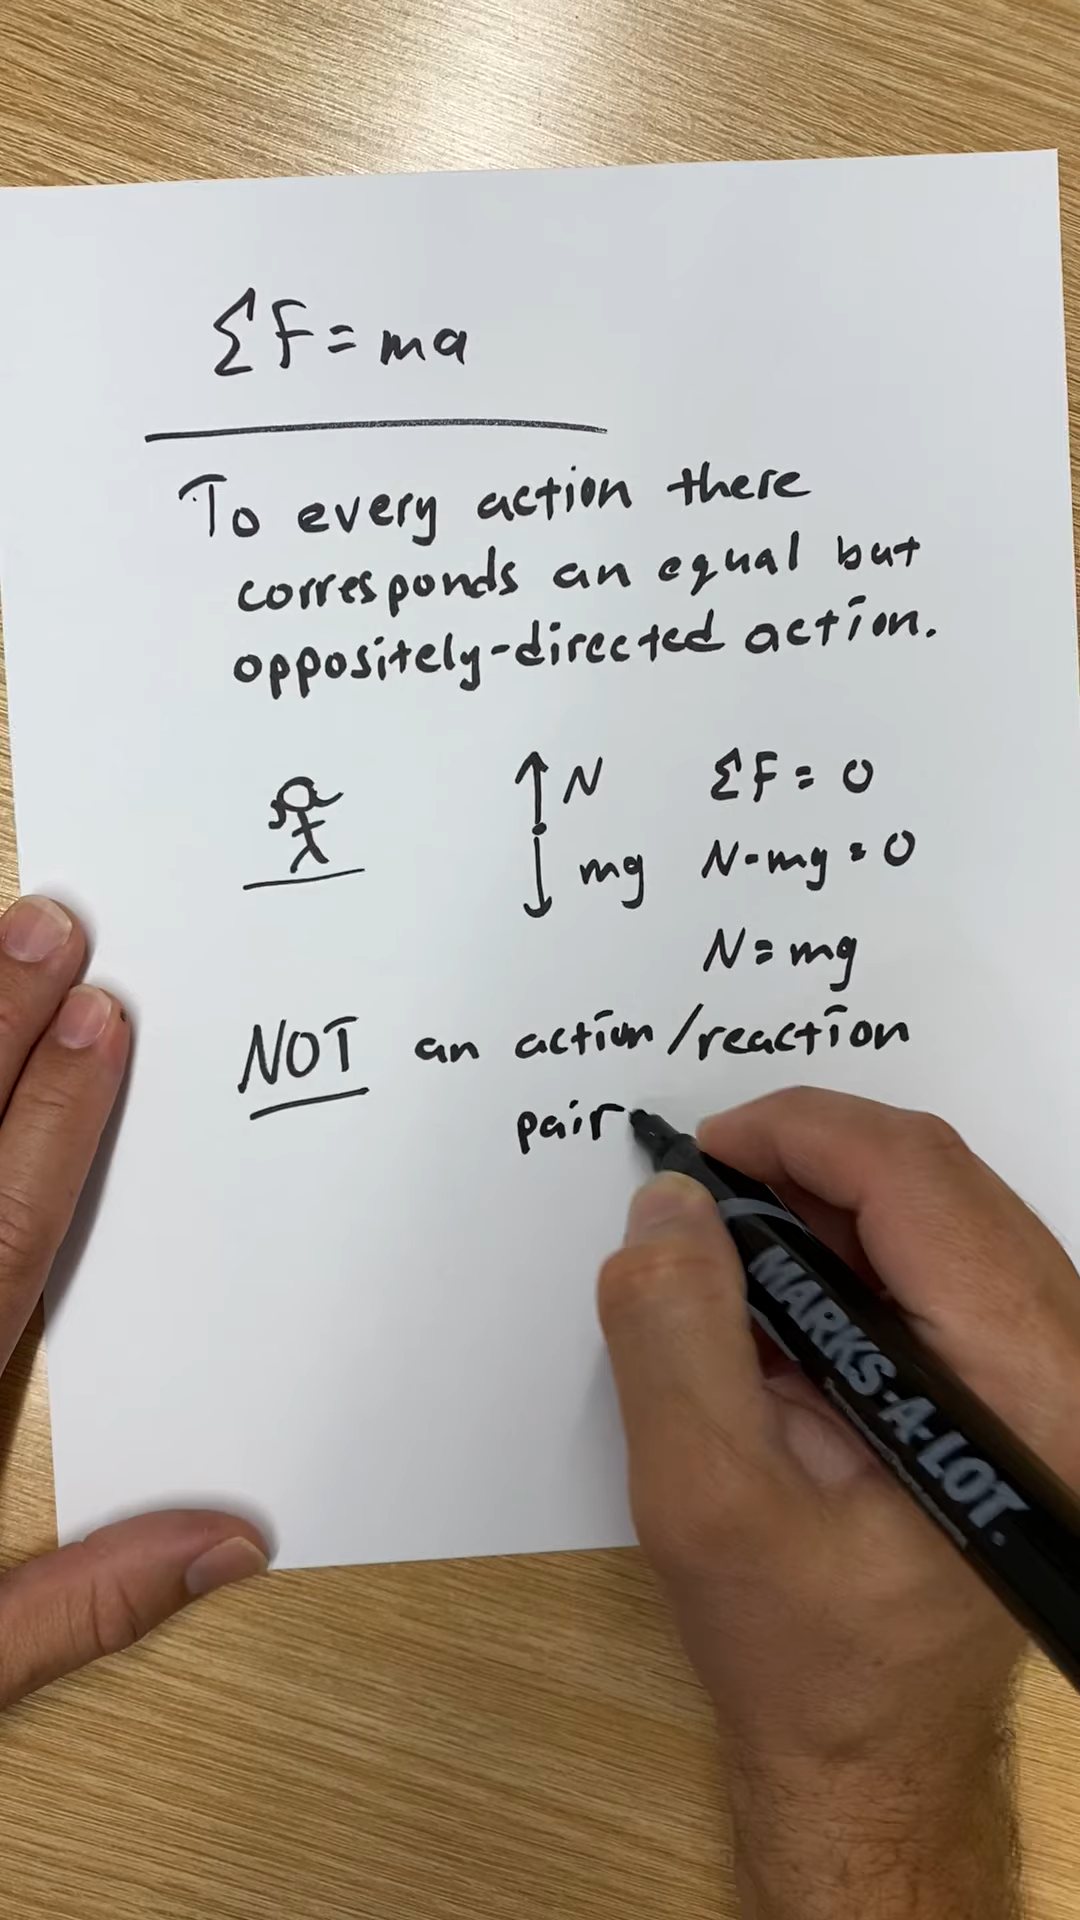 ΣF = ma
To every action there
corresponds an equal but
oppositely-directed action.
N ΣF = 0
mg N - mg = 0
N = mg
NOT an action/reaction
pair
MARKS-A-LOT